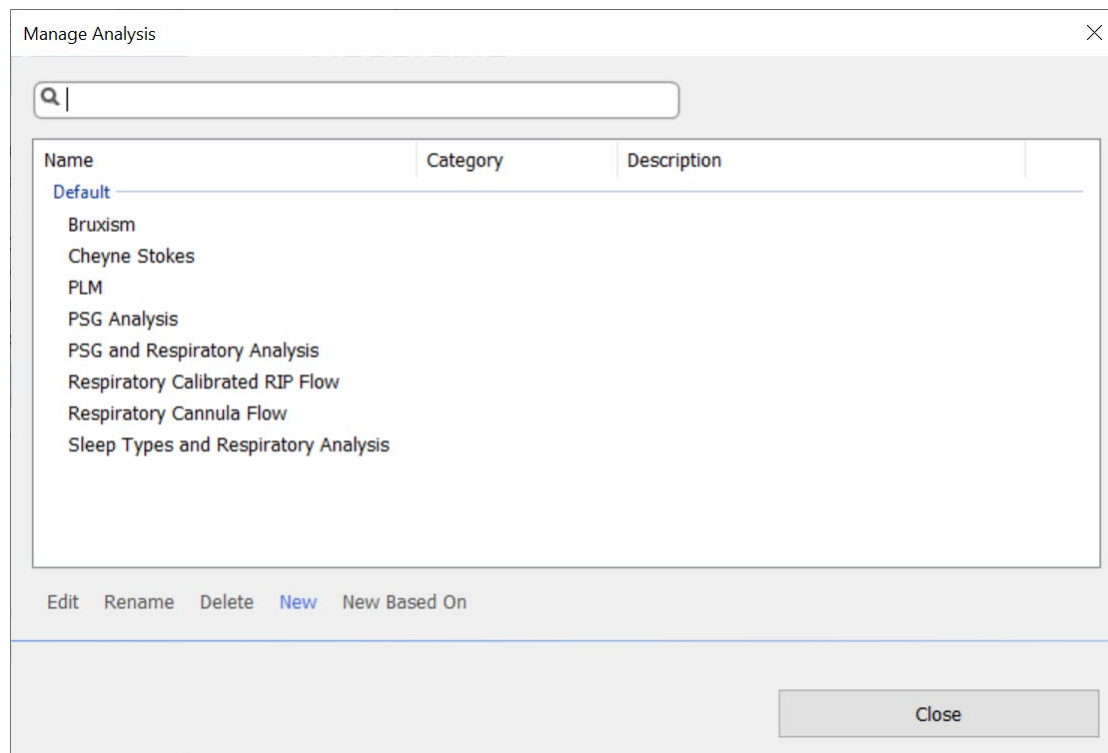 Manage Analysis
Name Category Description
Default
Bruxism
Cheyne Stokes
PLM
PSG Analysis
PSG and Respiratory Analysis
Respiratory Calibrated RIP Flow
Respiratory Cannula Flow
Sleep Types and Respiratory Analysis
Edit Rename Delete New New Based On
Close